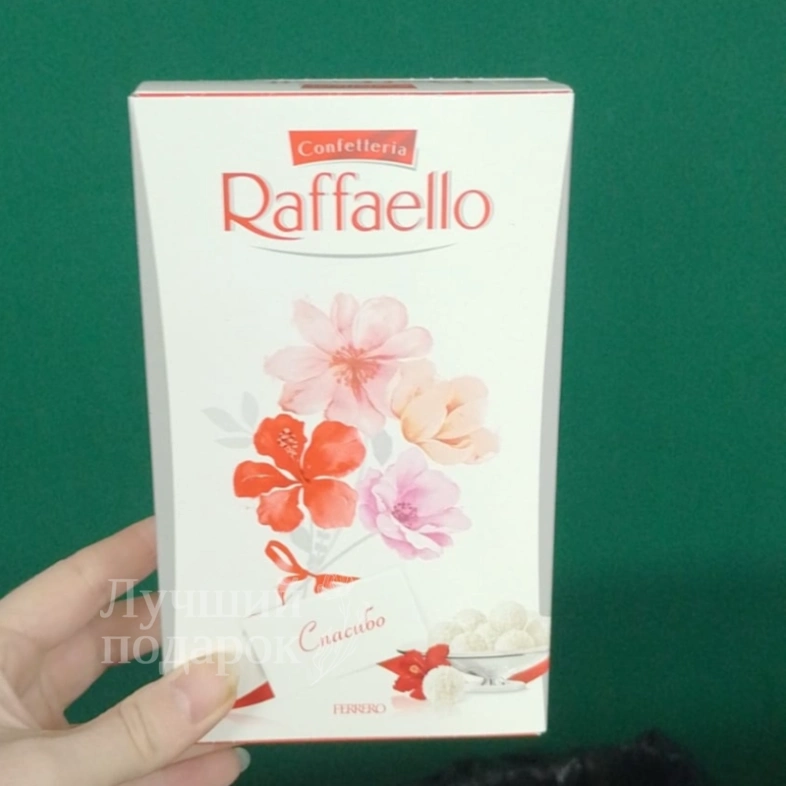 Confetteria
Raffaello
Лучший
подарок
Спасибо
FERRERO